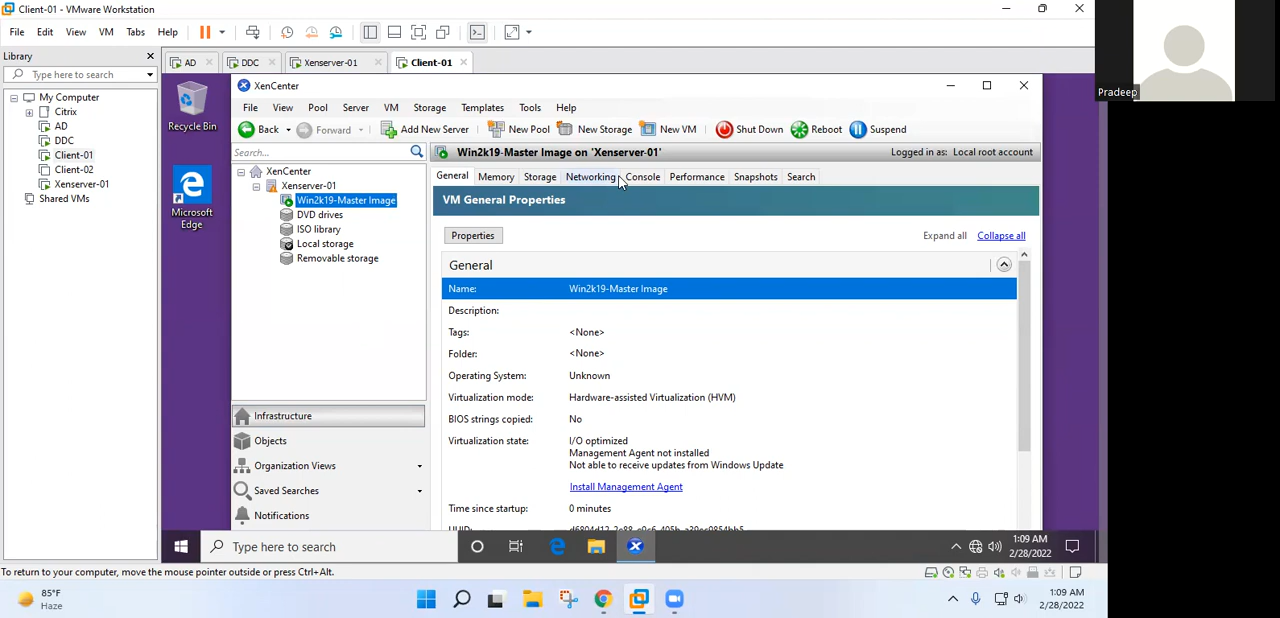 Client-01 - VMware Workstation
File Edit View VM Tabs Help
Library
Type here to search
My Computer
Citrix
AD
DDC
Client-01
Client-02
Xenserver-01
Shared VMs
AD DDC Xenserver-01 Client-01
Recycle Bin
Microsoft
Edge
XenCenter
File View Pool Server VM Storage Templates Tools Help
Back Forward Add New Server New Pool New Storage New VM Shut Down Reboot Suspend
Search...
Win2k19-Master Image on 'Xenserver-01' Logged in as: Local root account
XenCenter
Xenserver-01
Win2k19-Master Image
DVD drives
ISO library
Local storage
Removable storage
Infrastructure
Objects
Organization Views
Saved Searches
Notifications
General Memory Storage Networking Console Performance Snapshots Search
VM General Properties
Properties Expand all Collapse all
General
Name: Win2k19-Master Image
Description:
Tags: <None>
Folder: <None>
Operating System: Unknown
Virtualization mode: Hardware-assisted Virtualization (HVM)
BIOS strings copied: No
Virtualization state: I/O optimized
Management Agent not installed
Not able to receive updates from Windows Update
Install Management Agent
Time since startup: 0 minutes
Type here to search
1:09 AM
2/28/2022
To return to your computer, move the mouse pointer outside or press Ctrl+Alt.
85°F
Haze
1:09 AM
2/28/2022
Pradeep